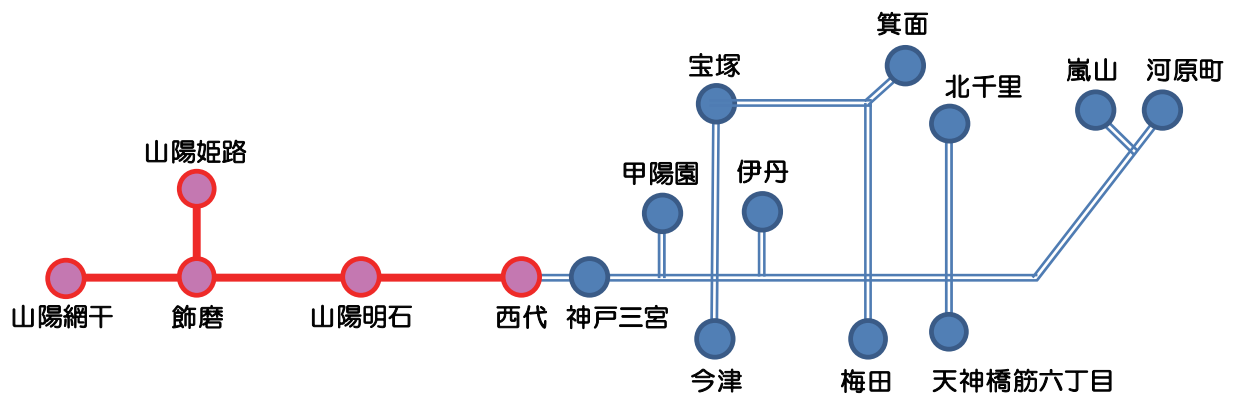 箕面
宝塚
北千里
嵐山
河原町
山陽姫路
甲陽園
伊丹
山陽網干
飾磨
山陽明石
西代
神戸三宮
今津
梅田
天神橋筋六丁目